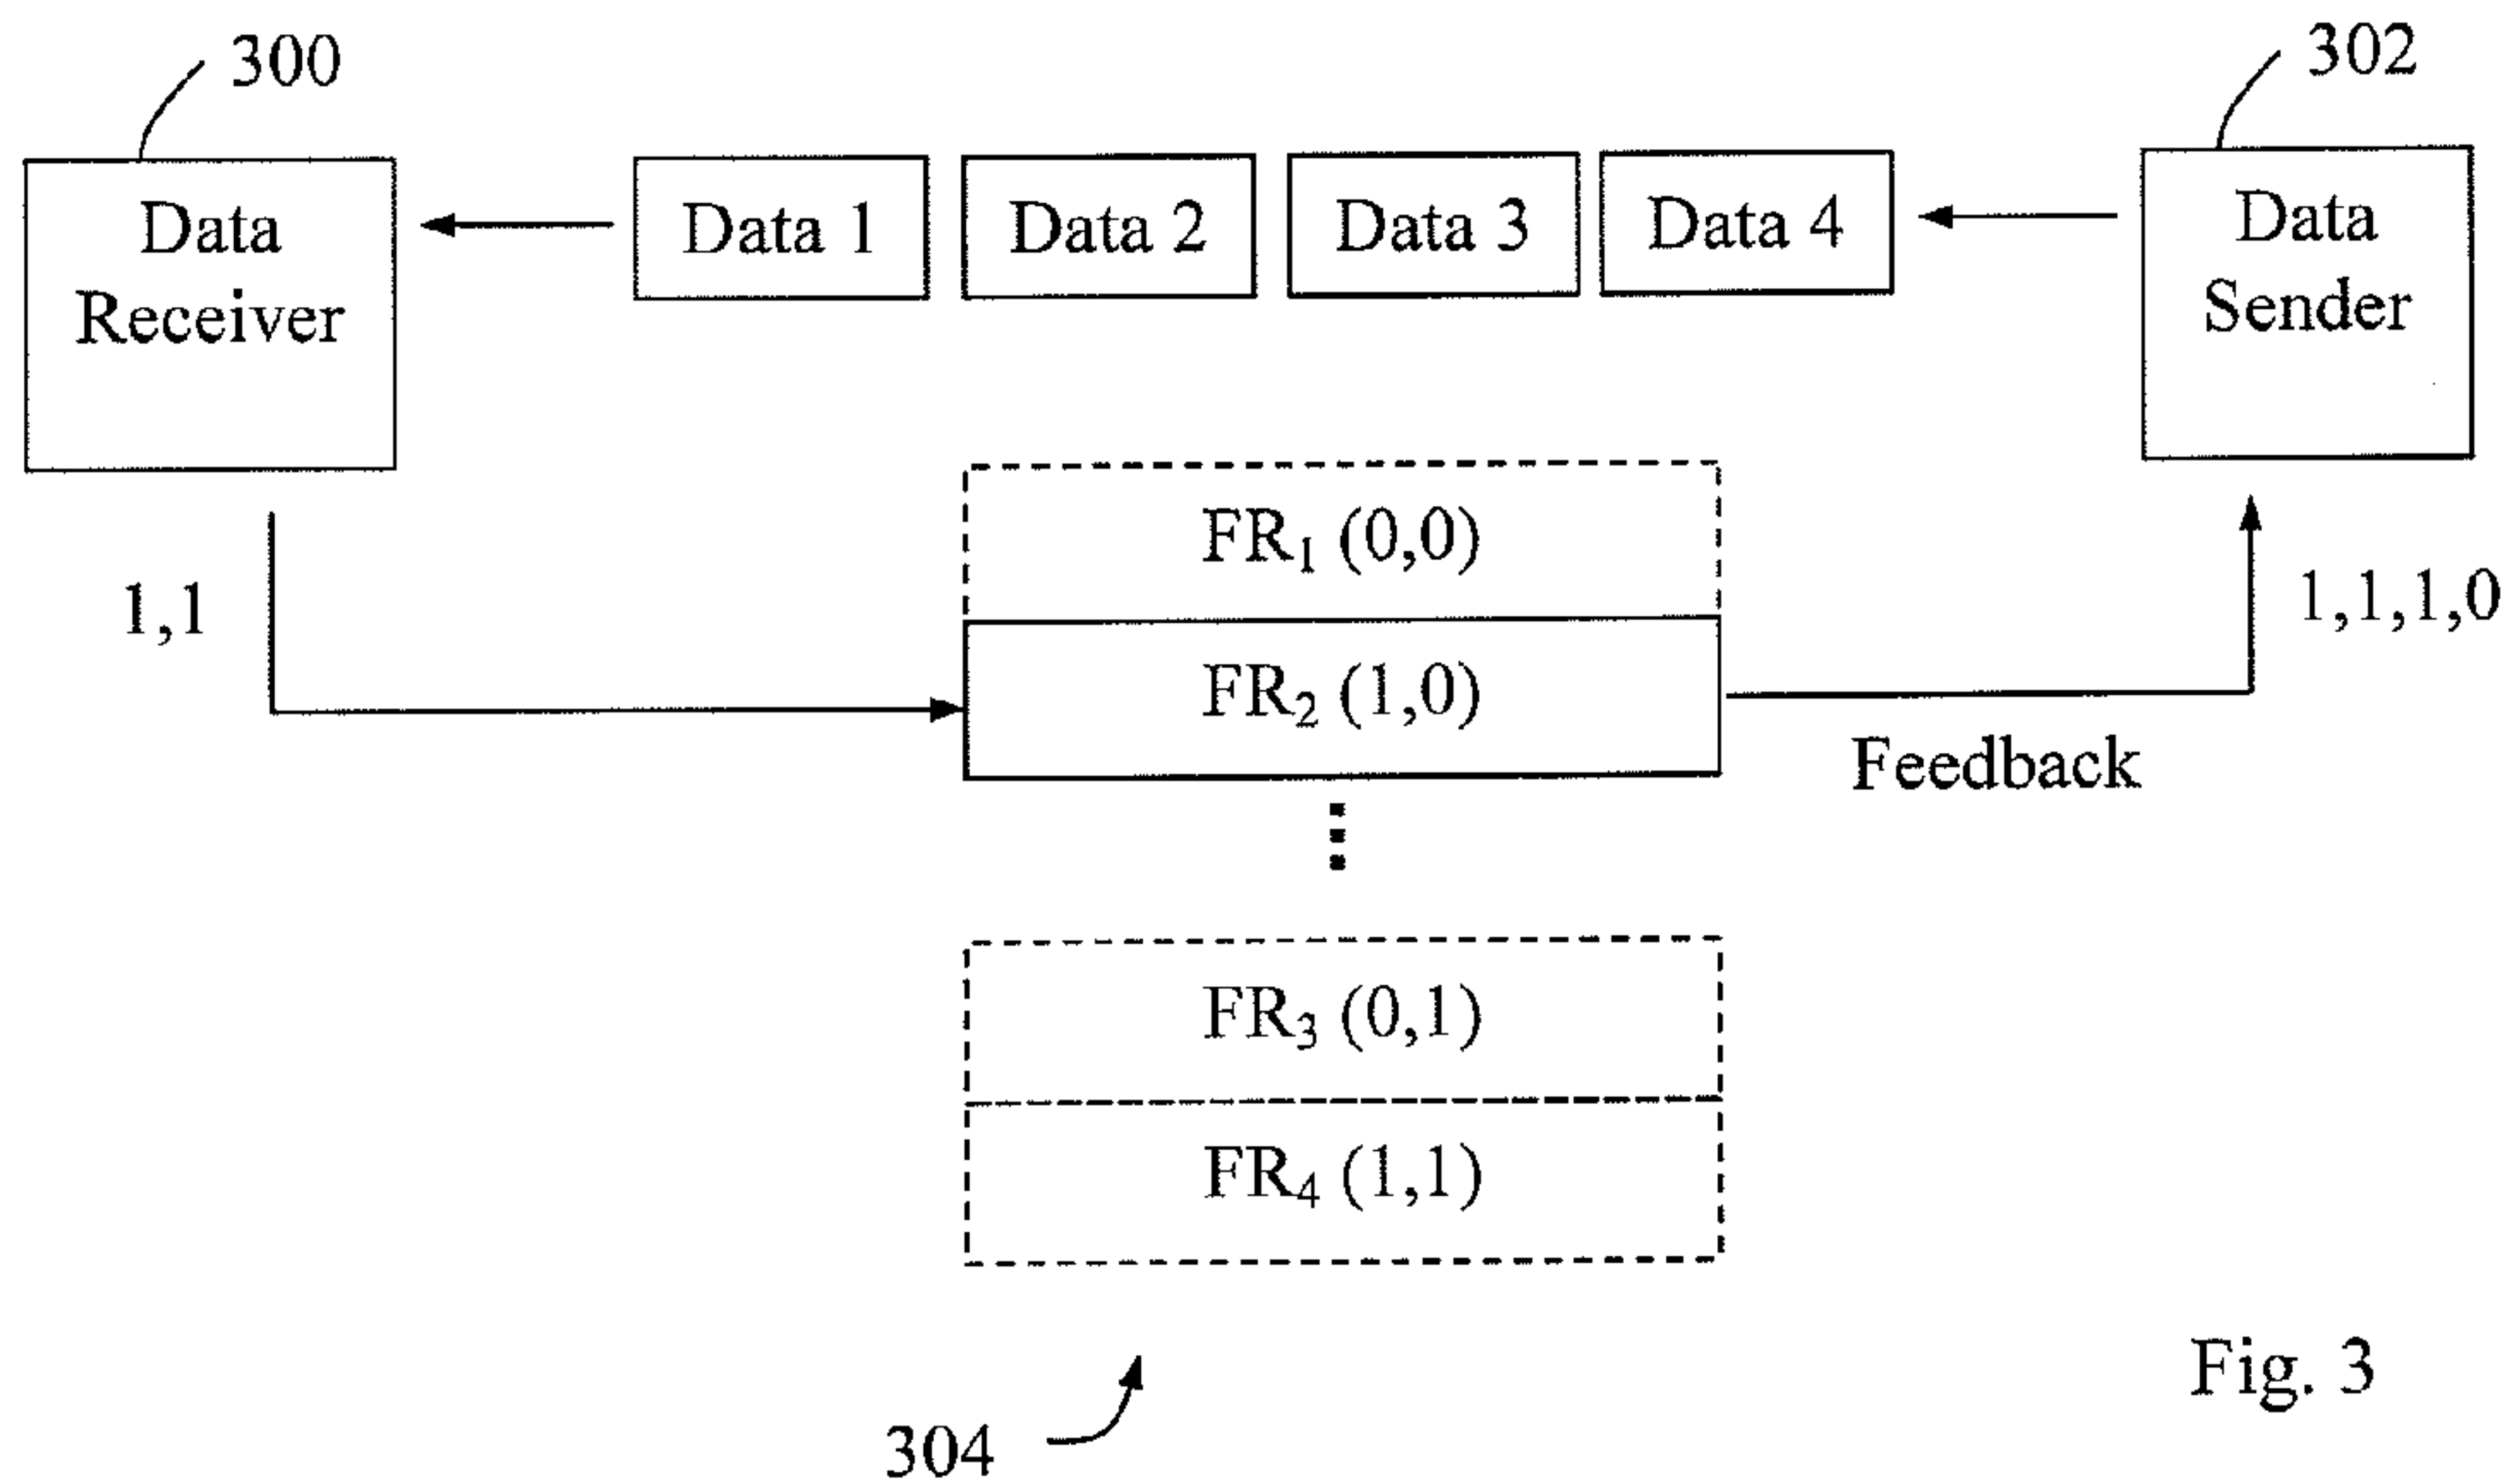 300
302
Data
Receiver
Data 1
Data 2
Data 3
Data 4
Data
Sender
FR₁ (0,0)
1,1
1,1,1,0
FR₂ (1,0)
Feedback
FR₃ (0,1)
FR₄ (1,1)
Fig. 3
304